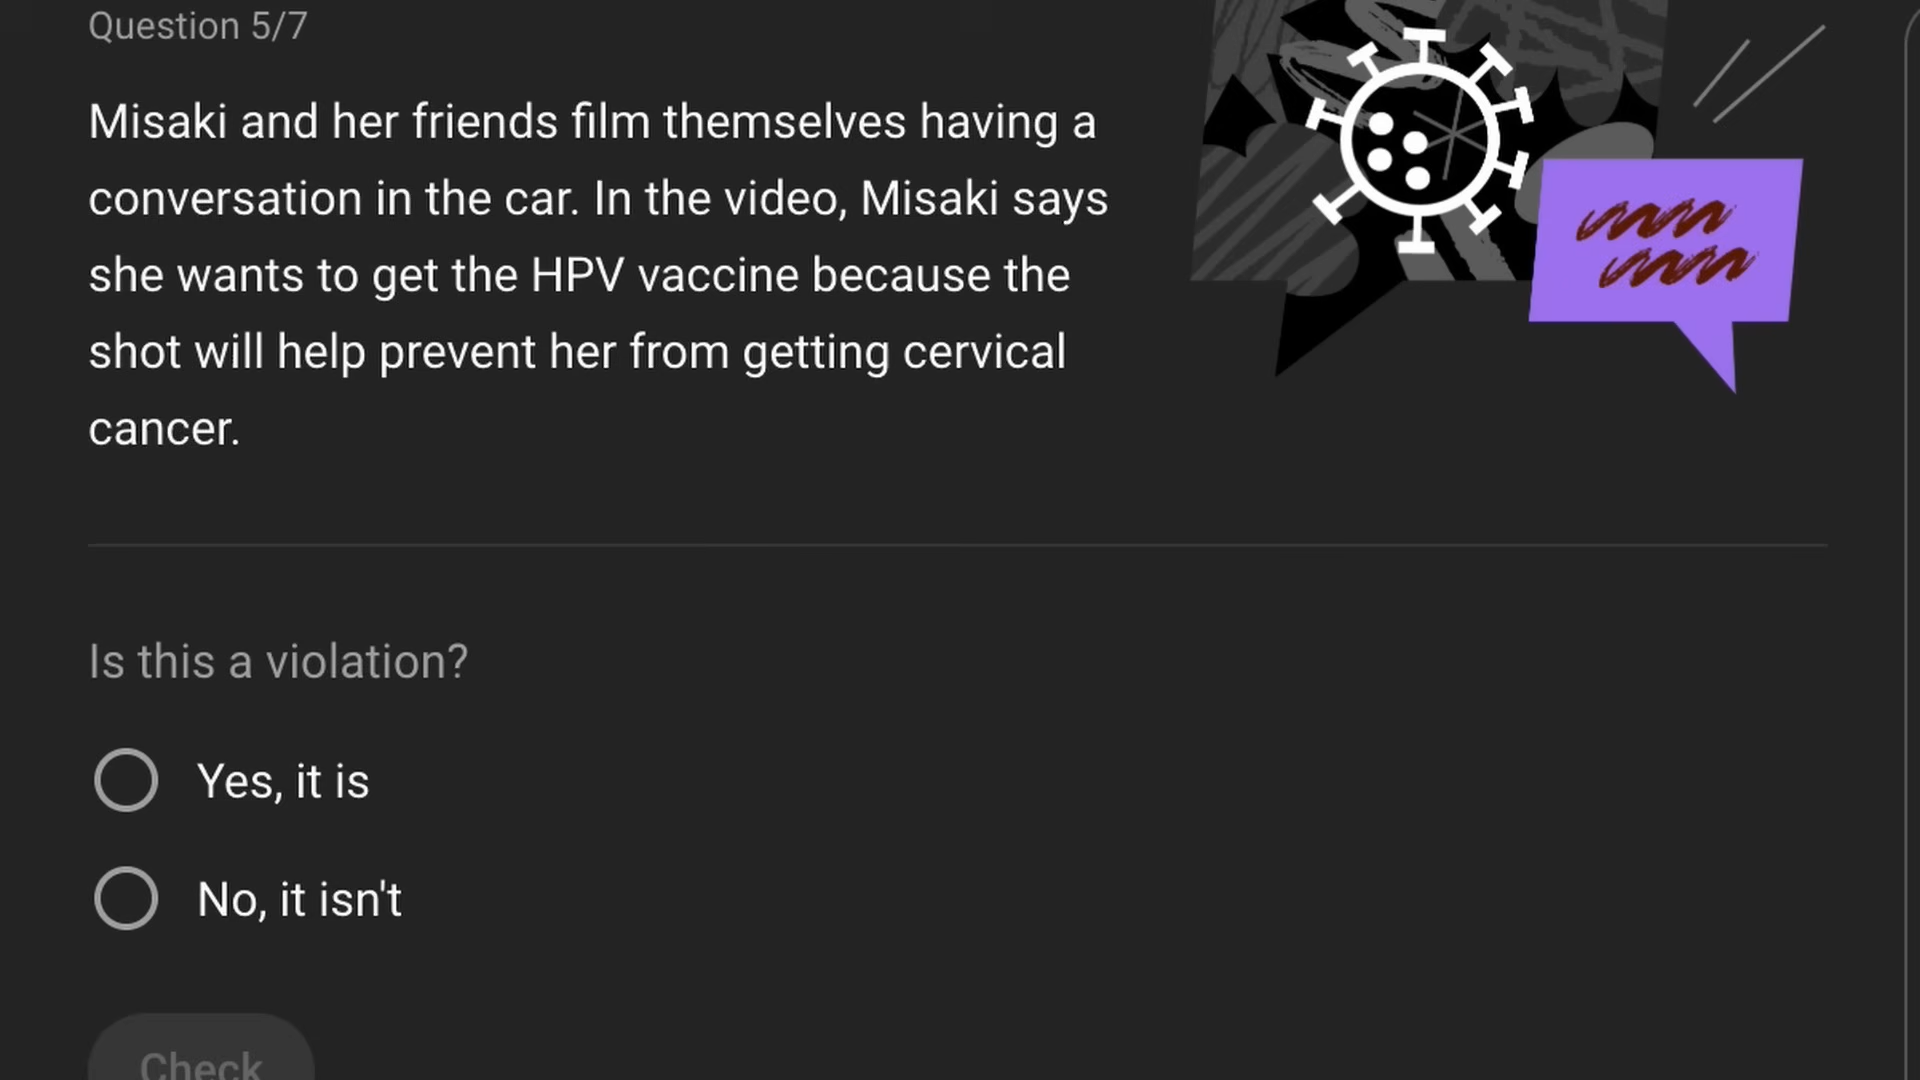 Question 5/7
Misaki and her friends film themselves having a
conversation in the car. In the video, Misaki says
she wants to get the HPV vaccine because the
shot will help prevent her from getting cervical
cancer.
Is this a violation?
Yes, it is
No, it isn't
Check